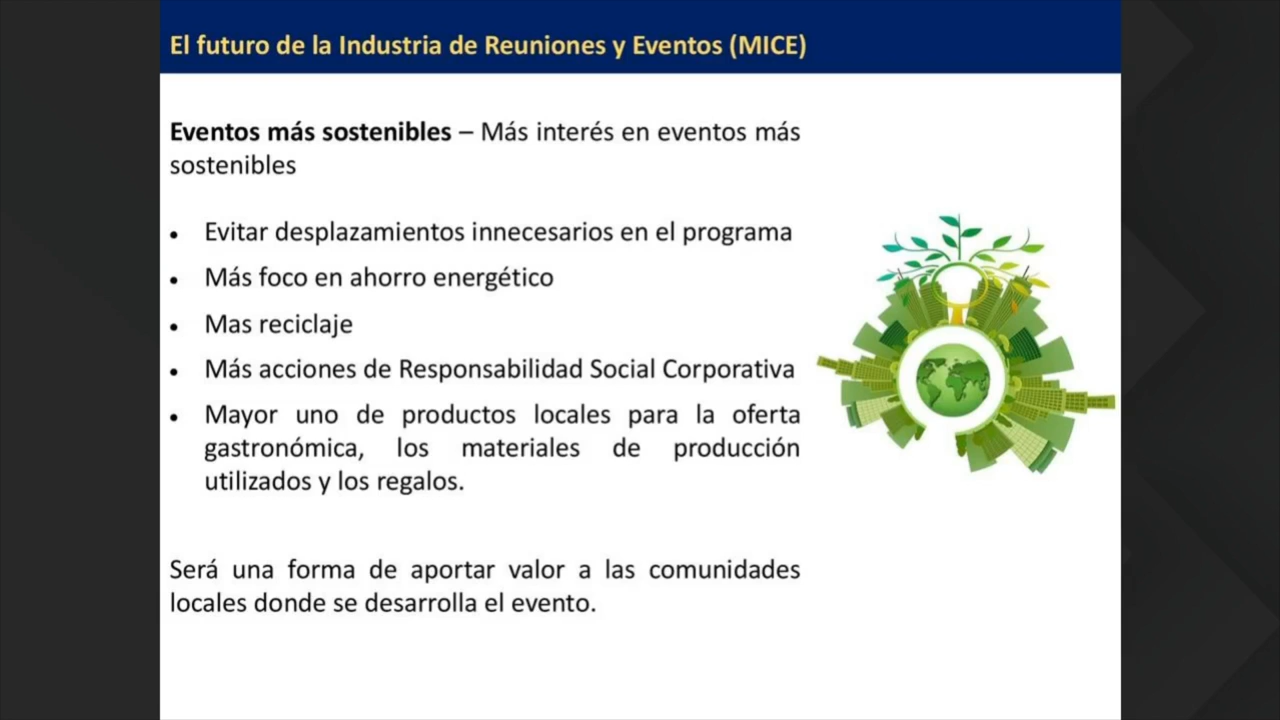 El futuro de la Industria de Reuniones y Eventos (MICE)
Eventos más sostenibles – Más interés en eventos más
sostenibles
• Evitar desplazamientos innecesarios en el programa
• Más foco en ahorro energético
• Mas reciclaje
• Más acciones de Responsabilidad Social Corporativa
• Mayor uno de productos locales para la oferta
gastronómica, los materiales de producción
utilizados y los regalos.
Será una forma de aportar valor a las comunidades
locales donde se desarrolla el evento.